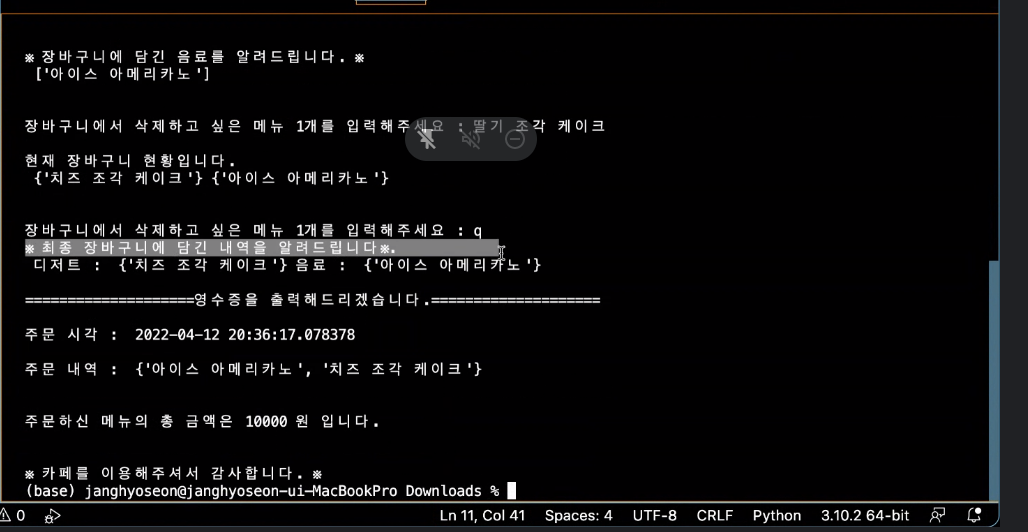 ※ 장바구니에 담긴 음료를 알려드립니다. ※
['아이스 아메리카노']
장바구니에서 삭제하고 싶은 메뉴 1개를 입력해주세요 : 딸기 조각 케이크
현재 장바구니 현황입니다.
{'치즈 조각 케이크'} {'아이스 아메리카노'}
장바구니에서 삭제하고 싶은 메뉴 1개를 입력해주세요 : q
※ 최종 장바구니에 담긴 내역을 알려드립니다※.
디저트 : {'치즈 조각 케이크'} 음료 : {'아이스 아메리카노'}
====================영수증을 출력해드리겠습니다.====================
주문 시각 : 2022-04-12 20:36:17.078378
주문 내역 : {'아이스 아메리카노', '치즈 조각 케이크'}
주문하신 메뉴의 총 금액은 10000 원 입니다.
※ 카페를 이용해주셔서 감사합니다. ※
(base) janghyoseon@janghyoseon-ui-MacBookPro Downloads %
0 Ln 11, Col 41 Spaces: 4 UTF-8 CRLF Python 3.10.2 64-bit